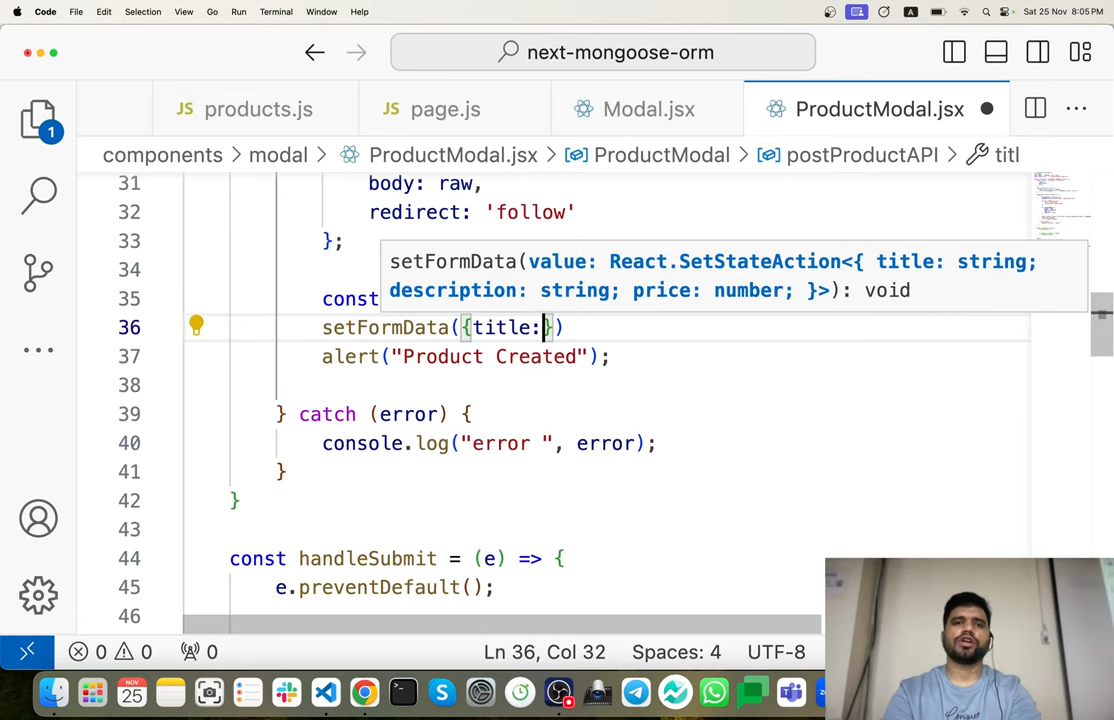 Code File Edit Selection View Go Run Terminal Window Help A Sat 25 Nov 8:05 PM
next-mongoose-orm
JS products.js JS page.js Modal.jsx ProductModal.jsx
1
components > modal > ProductModal.jsx > ProductModal > postProductAPI > titl
31 body: raw,
32 redirect: 'follow'
33 };
setFormData(value: React.SetStateAction<{ title: string;
description: string; price: number; }>): void
34
35 const
36 setFormData({title:})
37 alert("Product Created");
38
39 } catch (error) {
40 console.log("error ", error);
41 }
42 }
43
44 const handleSubmit = (e) => {
45 e.preventDefault();
46
0 0 0 Ln 36, Col 32 Spaces: 4 UTF-8
NOV
25